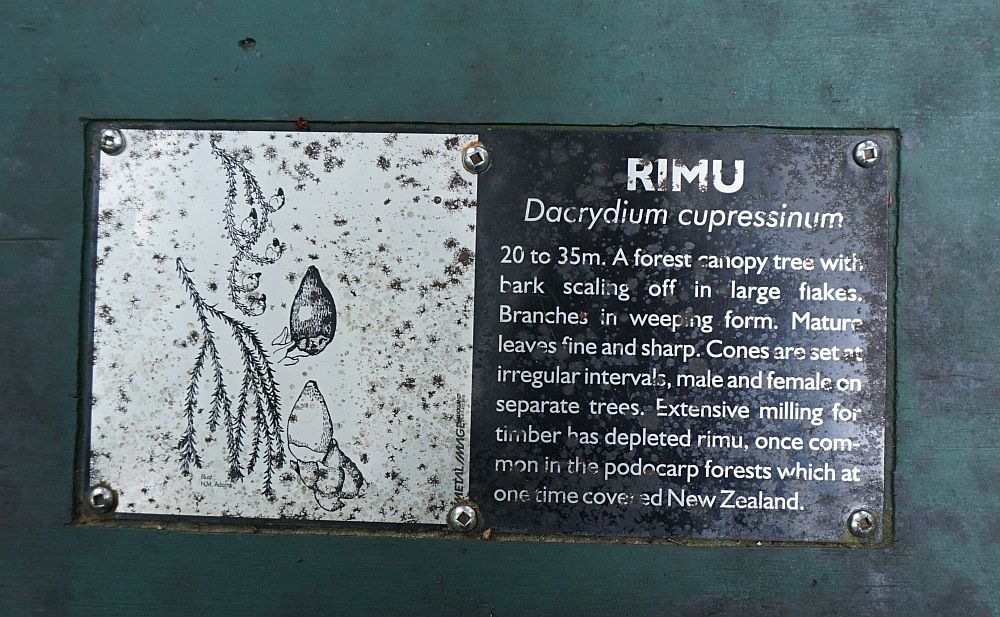 RIMU
Dacrydium cupressinum
20 to 35m. A forest canopy tree with
bark scaling off in large flakes.
Branches in weeping form. Mature
leaves fine and sharp. Cones are set at
irregular intervals, male and female on
separate trees. Extensive milling for
timber has depleted rimu, once com-
mon in the podocarp forests which at
one time covered New Zealand.
Illust.
N.M. Adams
METALIMAGE